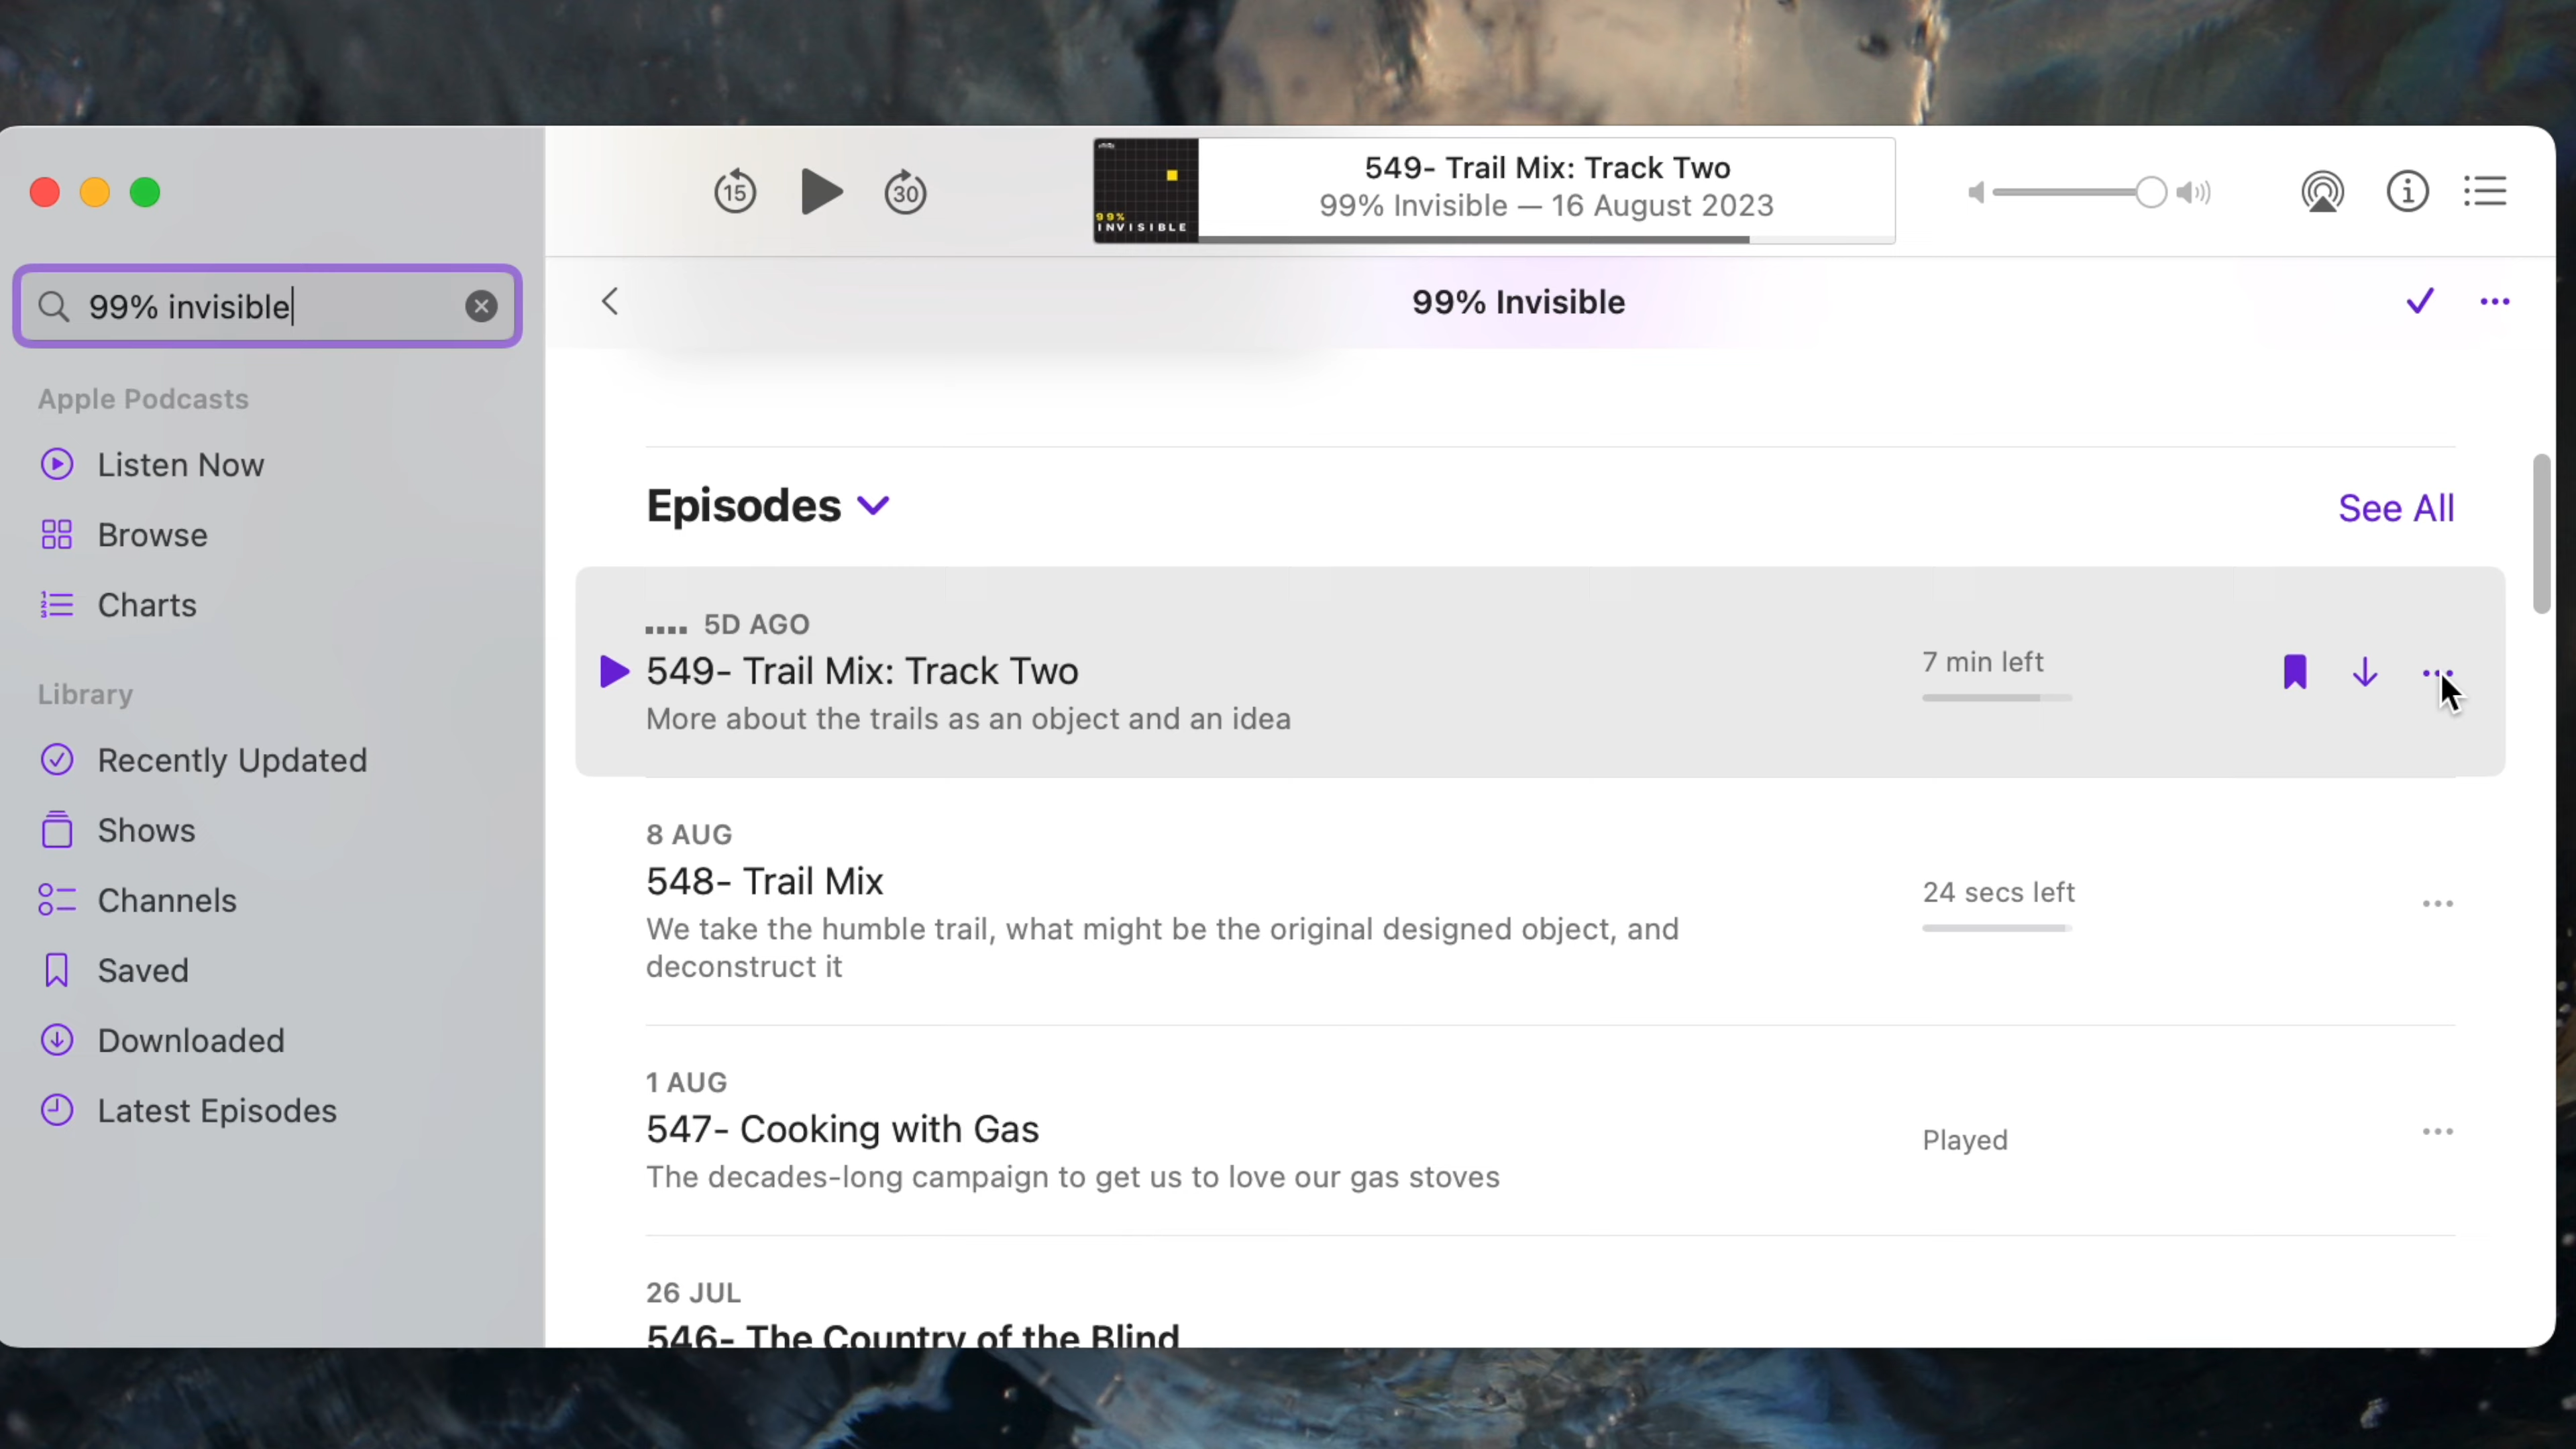 15
30
99%
INVISIBLE
549- Trail Mix: Track Two
99% Invisible — 16 August 2023
99% invisible
99% Invisible
Apple Podcasts
Listen Now
Browse
Charts
Library
Recently Updated
Shows
Channels
Saved
Downloaded
Latest Episodes
Episodes
See All
5D AGO
549- Trail Mix: Track Two
More about the trails as an object and an idea
7 min left
8 AUG
548- Trail Mix
We take the humble trail, what might be the original designed object, and
deconstruct it
24 secs left
1 AUG
547- Cooking with Gas
The decades-long campaign to get us to love our gas stoves
Played
26 JUL
546- The Country of the Blind